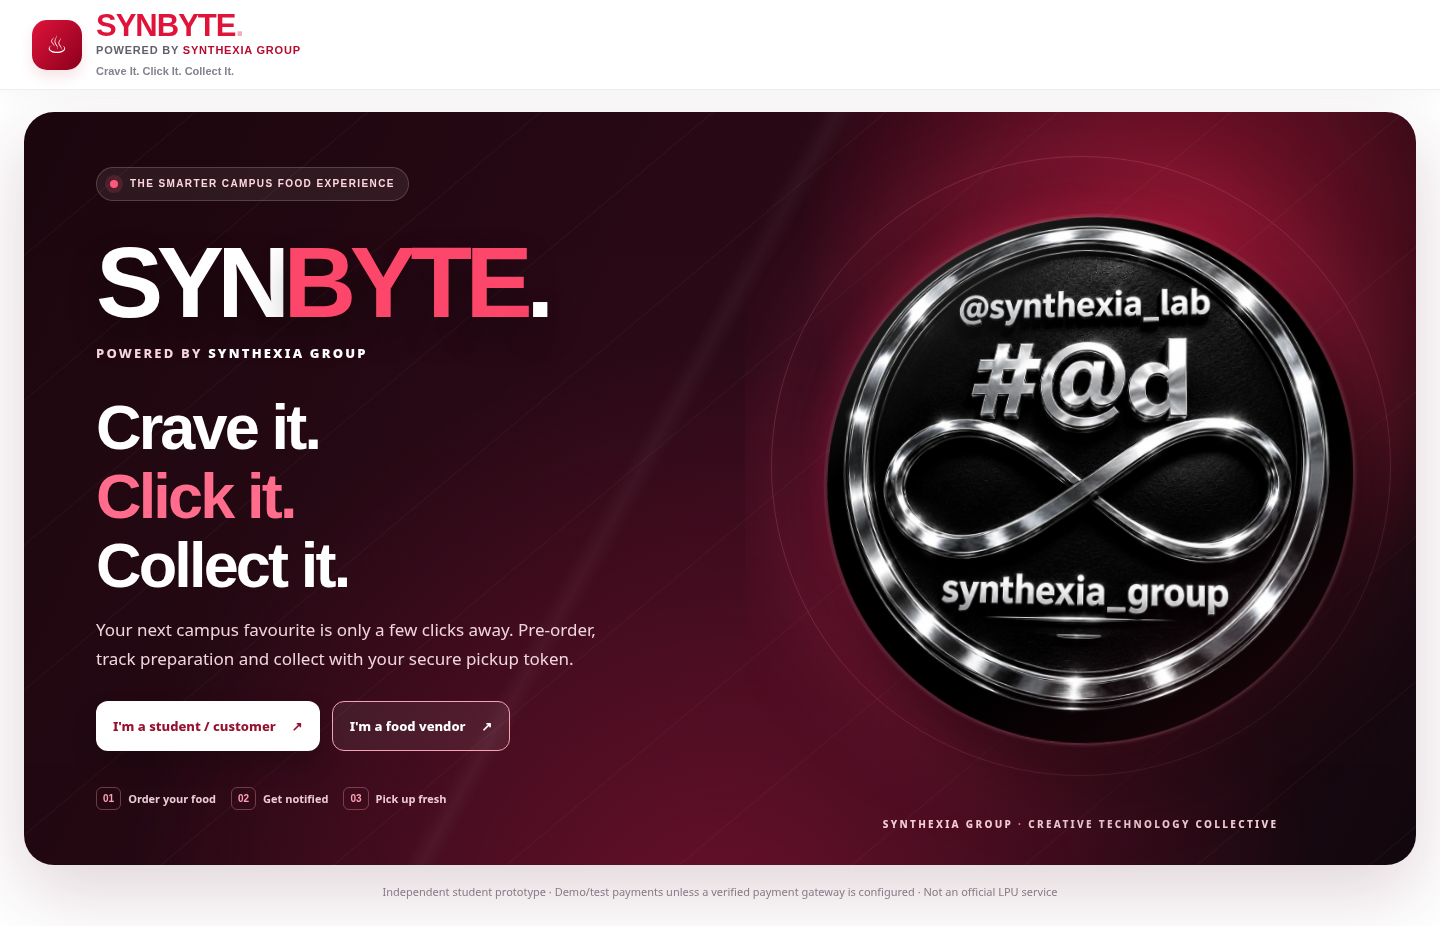 SYNBYTE.
POWERED BY SYNTHEXIA GROUP
Crave It. Click It. Collect It.
THE SMARTER CAMPUS FOOD EXPERIENCE
SYNBYTE.
POWERED BY SYNTHEXIA GROUP
Crave it.
Click it.
Collect it.
Your next campus favourite is only a few clicks away. Pre-order,
track preparation and collect with your secure pickup token.
I'm a student / customer ↗
I'm a food vendor ↗
01 Order your food 02 Get notified 03 Pick up fresh
@synthexia_lab
#@d
synthexia_group
SYNTHEXIA GROUP · CREATIVE TECHNOLOGY COLLECTIVE
Independent student prototype · Demo/test payments unless a verified payment gateway is configured · Not an official LPU service